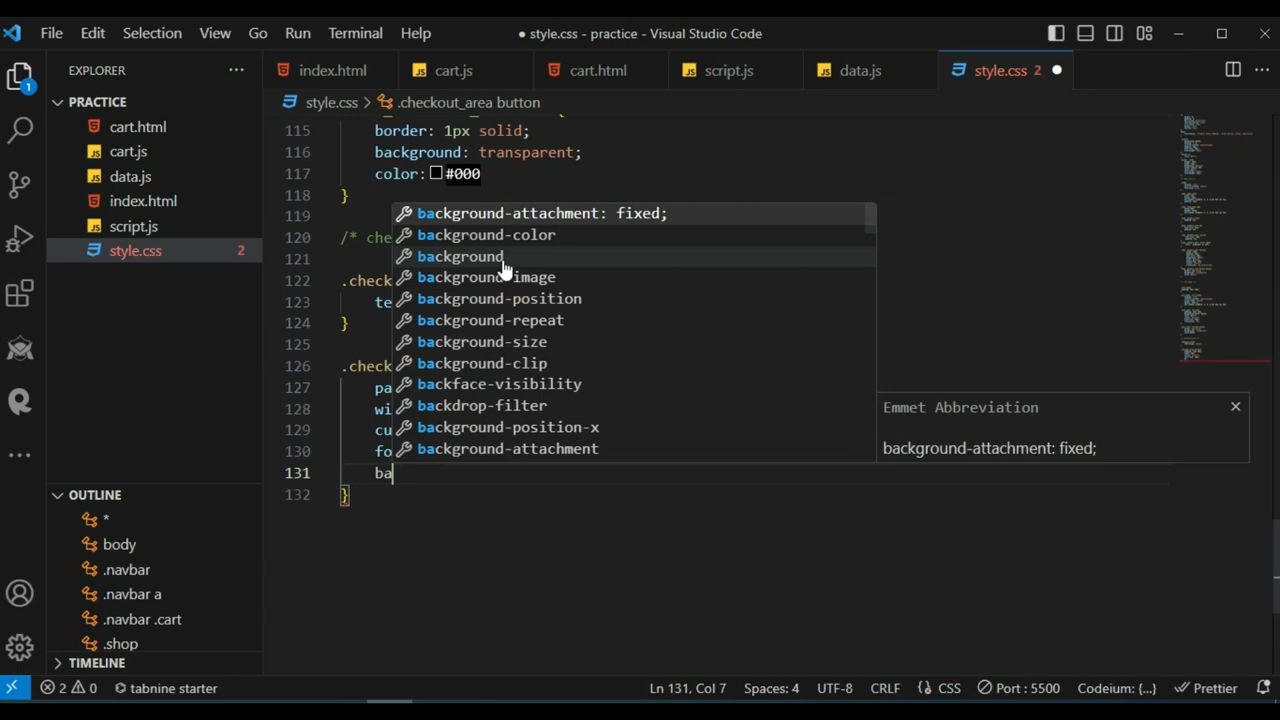 File Edit Selection View Go Run Terminal Help
● style.css - practice - Visual Studio Code
EXPLORER
index.html
cart.js
cart.html
script.js
data.js
style.css 2
1
PRACTICE
cart.html
cart.js
data.js
index.html
script.js
style.css 2
style.css > .checkout_area button
115 border: 1px solid;
116 background: transparent;
117 color: #000
118 }
119
120 /* che
121
122 .check
123 te
124 }
125
126 .check
127 pa
128 wi
129 cu
130 fo
131 ba
132 }
background-attachment: fixed;
background-color
background
background-image
background-position
background-repeat
background-size
background-clip
backface-visibility
backdrop-filter
background-position-x
background-attachment
Emmet Abbreviation
background-attachment: fixed;
OUTLINE
*
body
.navbar
.navbar a
.navbar .cart
.shop
TIMELINE
2 0 tabnine starter
Ln 131, Col 7 Spaces: 4 UTF-8 CRLF {} CSS Port : 5500 Codeium: {...} Prettier